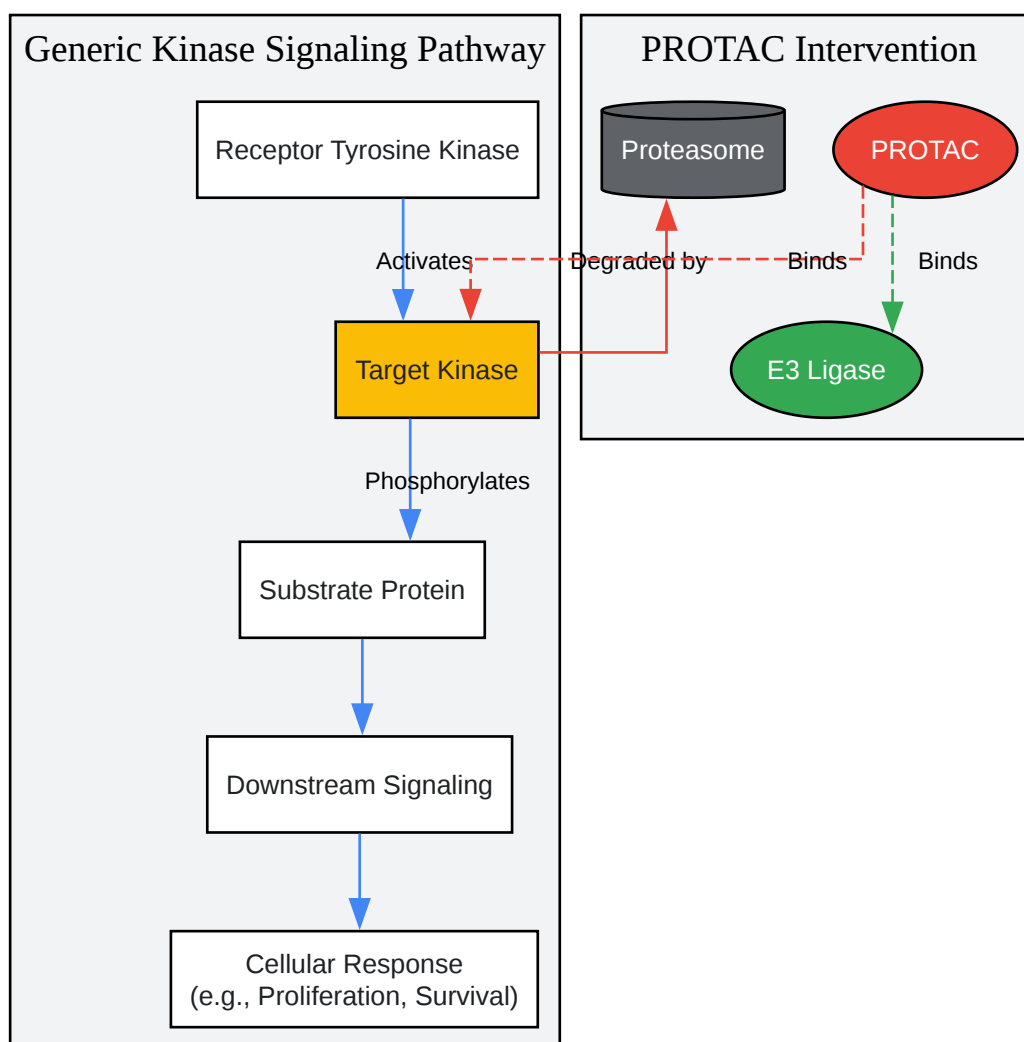 Generic Kinase Signaling Pathway
PROTAC Intervention
Receptor Tyrosine Kinase
Proteasome
PROTAC
Activates
Degraded by
Binds
Binds
Target Kinase
E3 Ligase
Phosphorylates
Substrate Protein
Downstream Signaling
Cellular Response
(e.g., Proliferation, Survival)